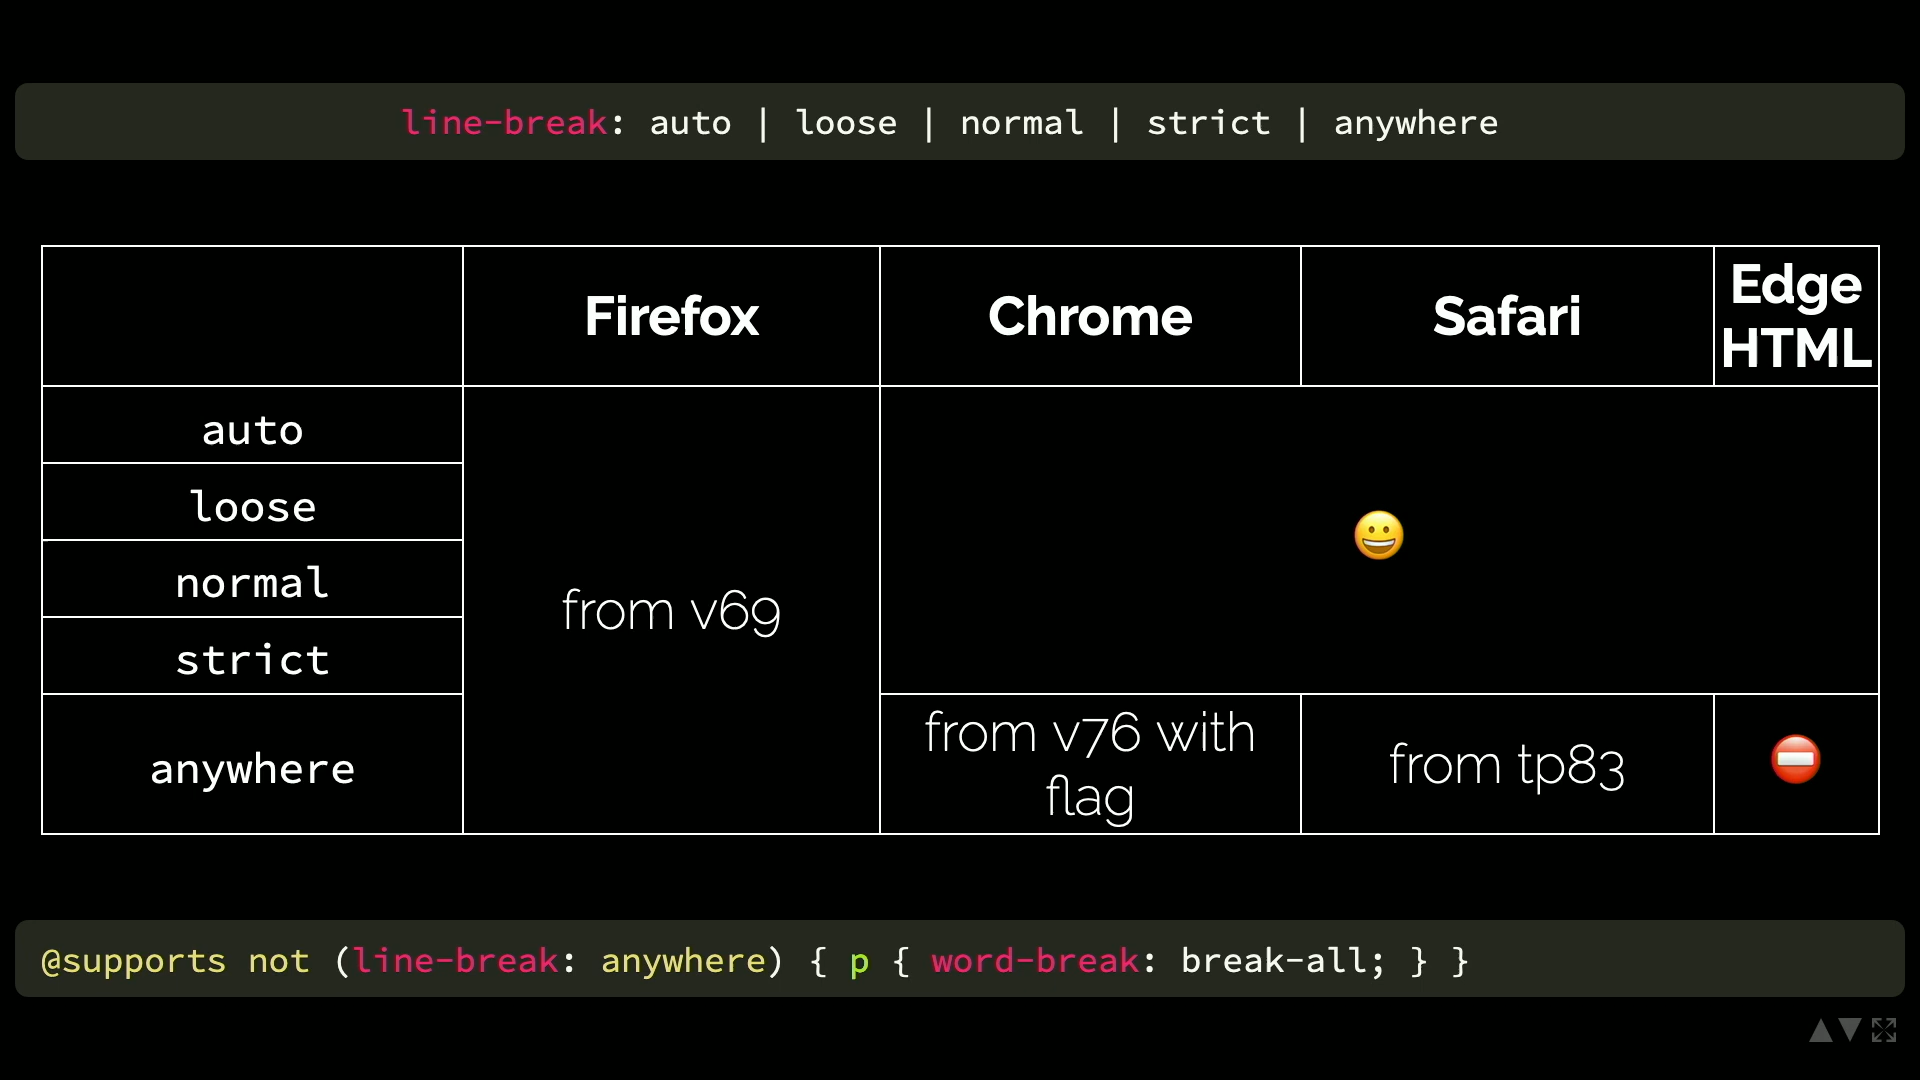 line-break: auto | loose | normal | strict | anywhere
Firefox
Chrome
Safari
Edge
HTML
auto
loose
normal
strict
anywhere
from v69
from v76 with
flag
from tp83
@supports not (line-break: anywhere) { p { word-break: break-all; } }